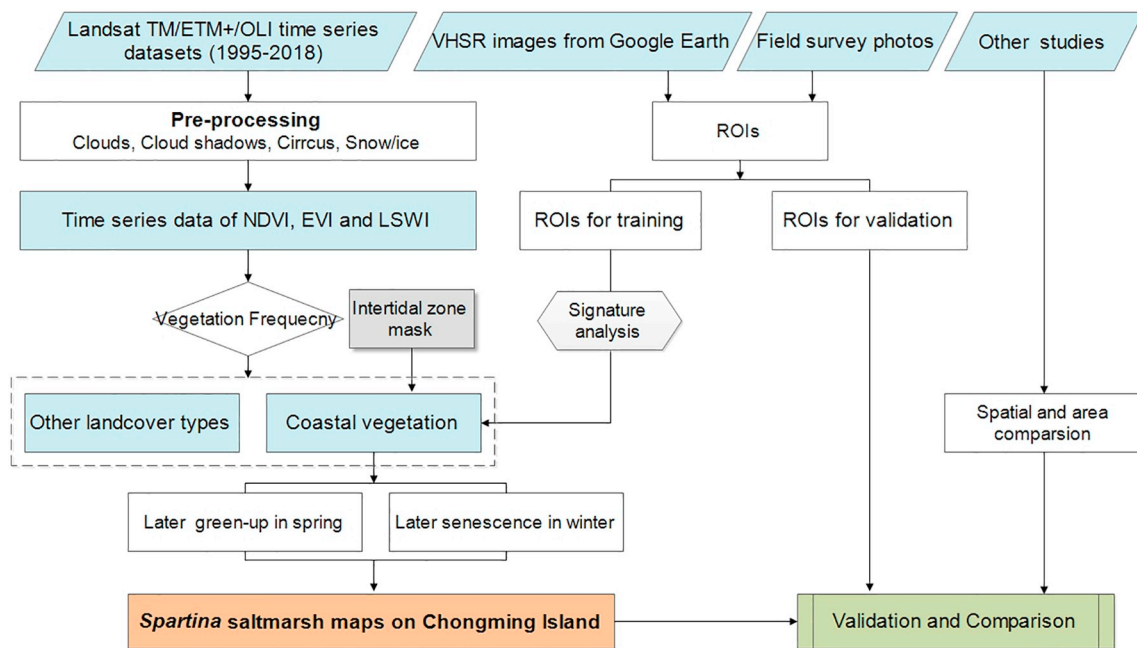 Landsat TM/ETM+/OLI time series
datasets (1995-2018)
VHSR images from Google Earth
Field survey photos
Other studies
Pre-processing
Clouds, Cloud shadows, Cirrcus, Snow/ice
ROIs
Time series data of NDVI, EVI and LSWI
ROIs for training
ROIs for validation
Vegetation Frequecny
Intertidal zone
mask
Signature
analysis
Other landcover types
Coastal vegetation
Spatial and area
comparsion
Later green-up in spring
Later senescence in winter
Spartina saltmarsh maps on Chongming Island
Validation and Comparison